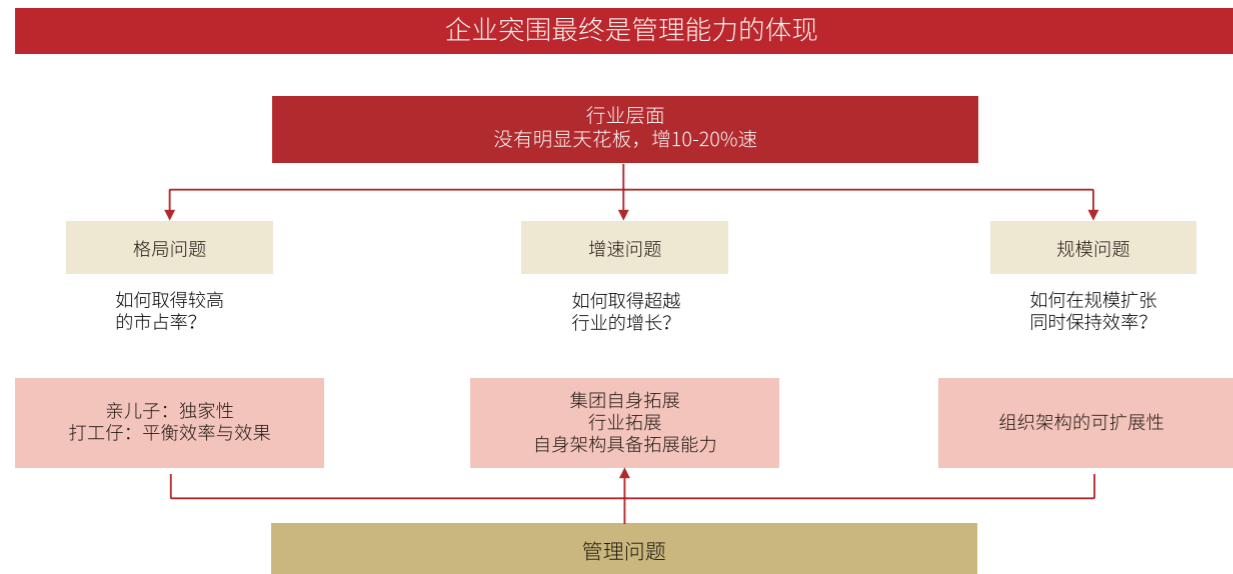 企业突围最终是管理能力的体现
行业层面
没有明显天花板，增10-20%速
格局问题
增速问题
规模问题
如何取得较高
的市占率？
如何取得超越
行业的增长？
如何在规模扩张
同时保持效率？
亲儿子：独家性
打工仔：平衡效率与效果
集团自身拓展
行业拓展
自身架构具备拓展能力
组织架构的可扩展性
管理问题